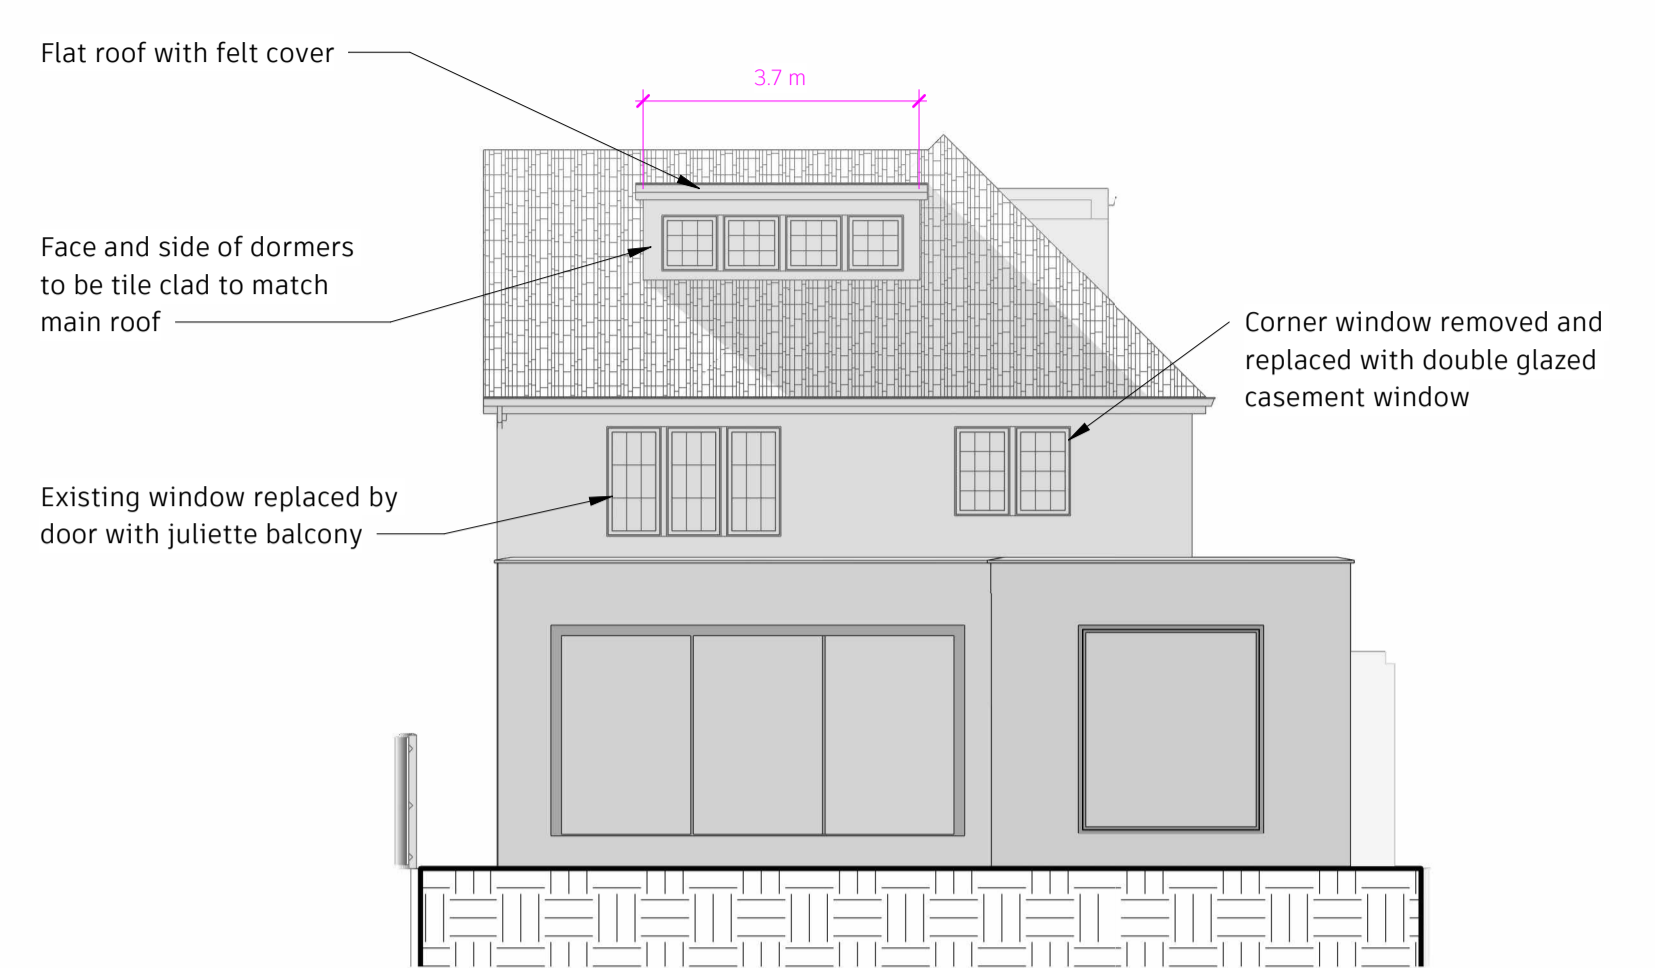 Flat roof with felt cover
3.7 m
Face and side of dormers
to be tile clad to match
main roof
Corner window removed and
replaced with double glazed
casement window
Existing window replaced by
door with juliette balcony